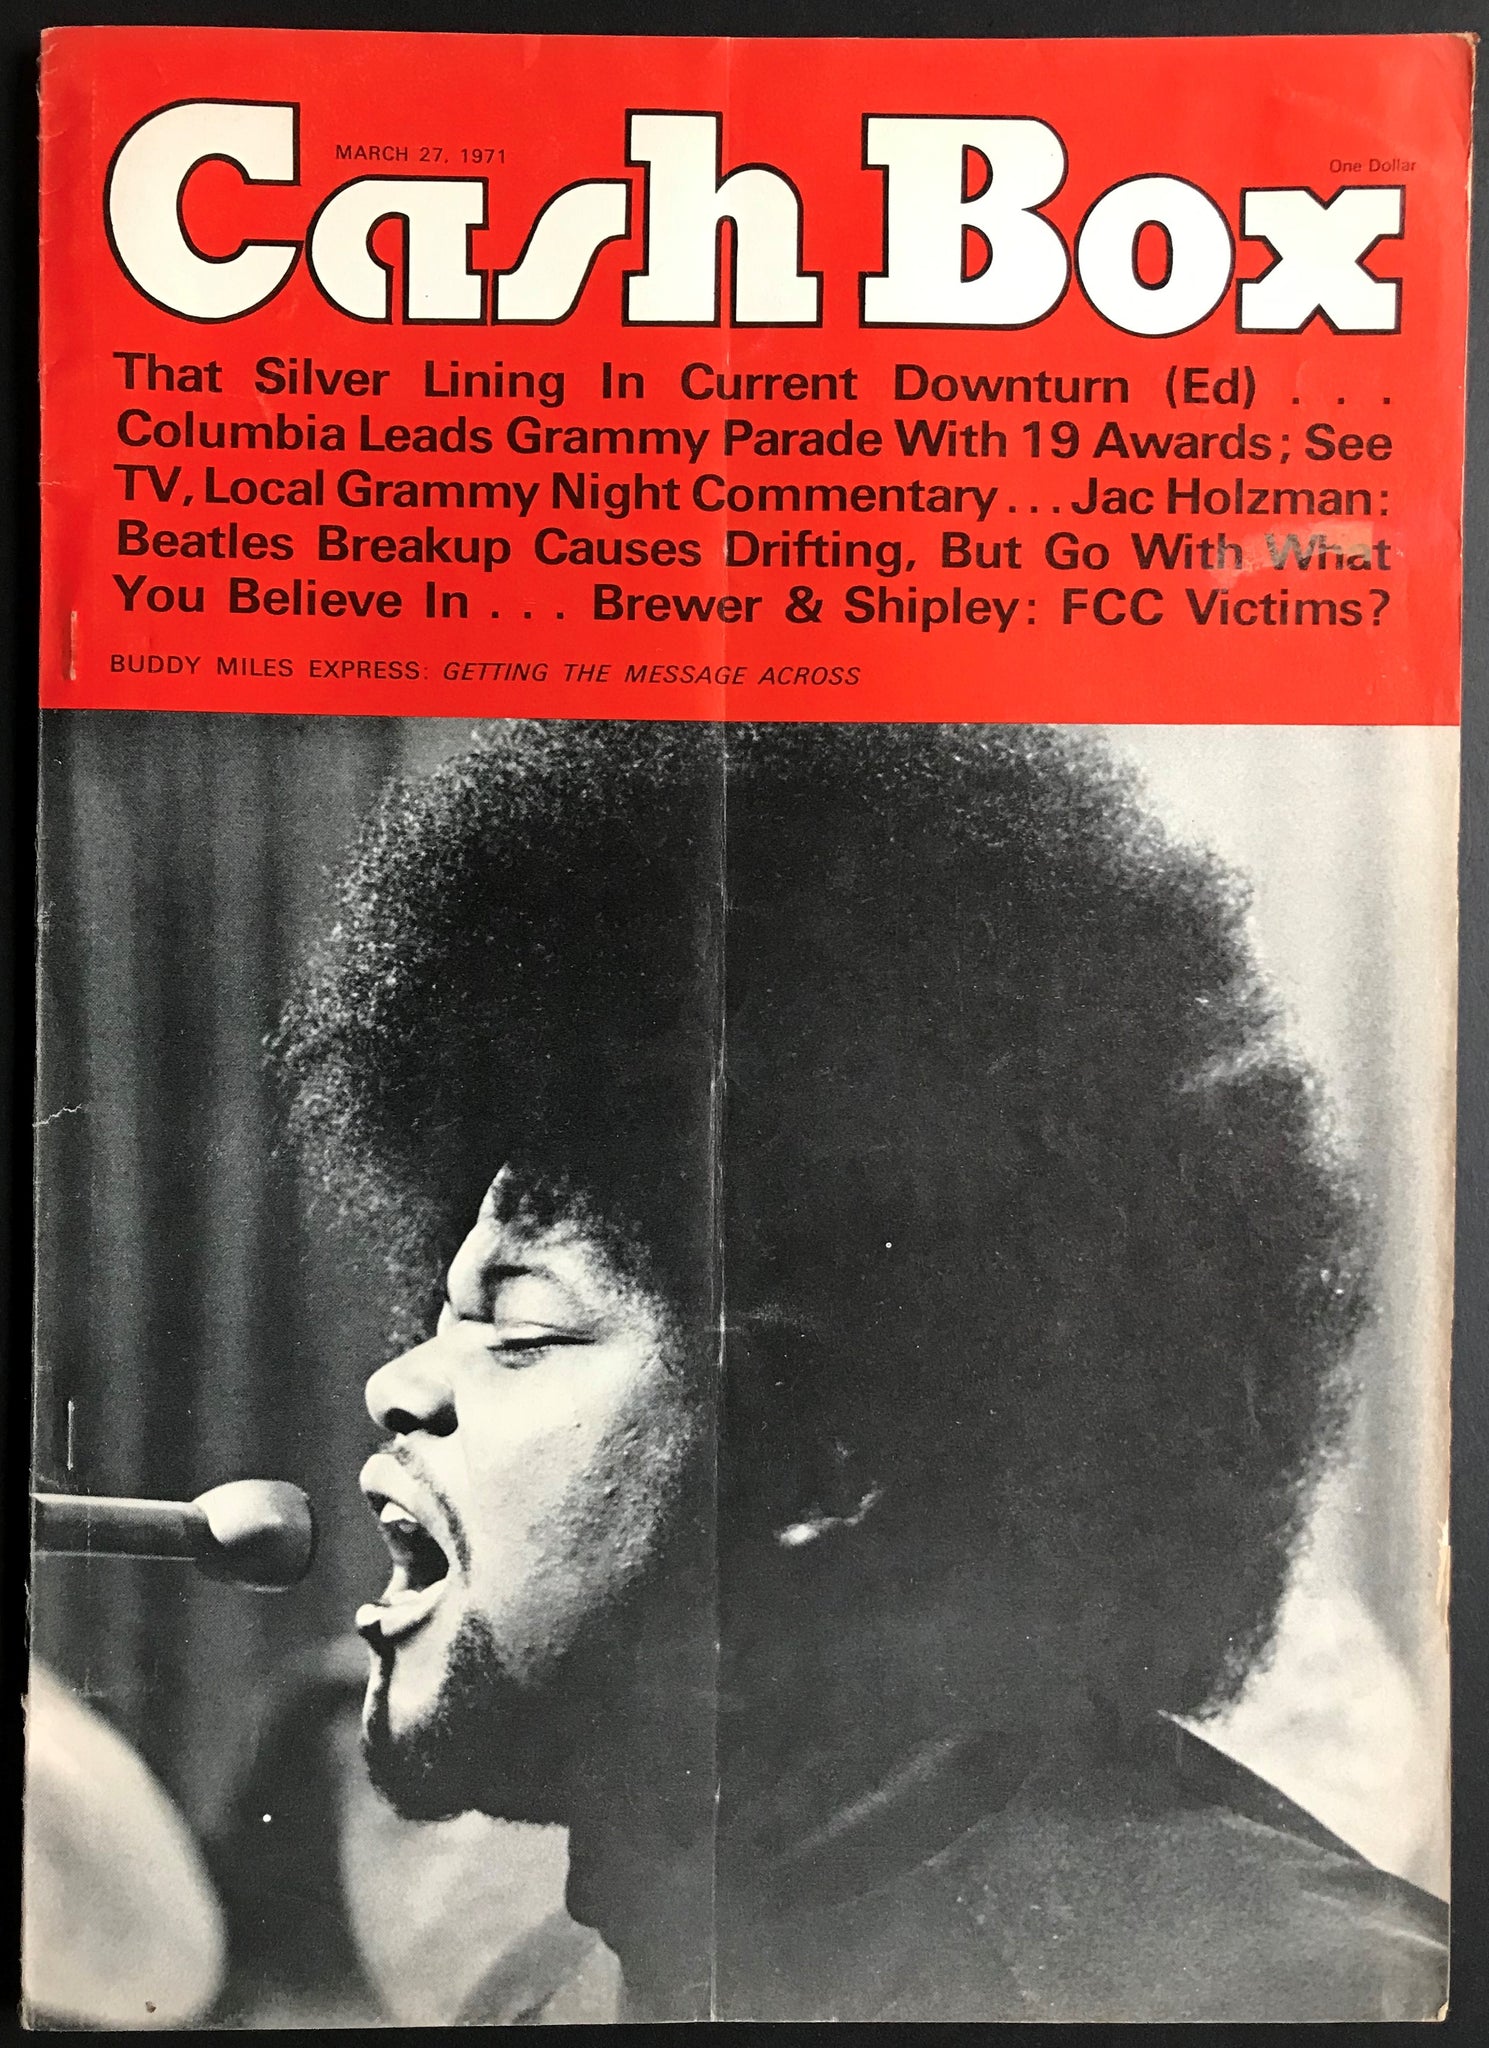 MARCH 27, 1971
One Dollar
Cash Box
That Silver Lining In Current Downturn (Ed) . . .
Columbia Leads Grammy Parade With 19 Awards; See
TV, Local Grammy Night Commentary . . . Jac Holzman:
Beatles Breakup Causes Drifting, But Go With What
You Believe In . . . Brewer & Shipley: FCC Victims?
BUDDY MILES EXPRESS: GETTING THE MESSAGE ACROSS